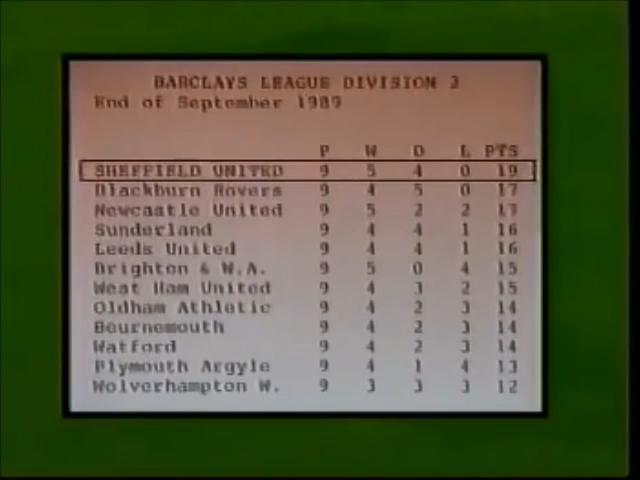 BARCLAYS LEAGUE DIVISION 2
End of September 1989
P W D L PTS
SHEFFIELD UNITED 9 5 4 0 19
Blackburn Rovers 9 4 5 0 17
Newcastle United 9 5 2 2 17
Sunderland 9 4 4 1 16
Leeds United 9 4 4 1 16
Brighton & W.A. 9 5 0 4 15
West Ham United 9 4 3 2 15
Oldham Athletic 9 4 2 3 14
Bournemouth 9 4 2 3 14
Watford 9 4 2 3 14
Plymouth Argyle 9 4 1 4 13
Wolverhampton W. 9 3 3 3 12